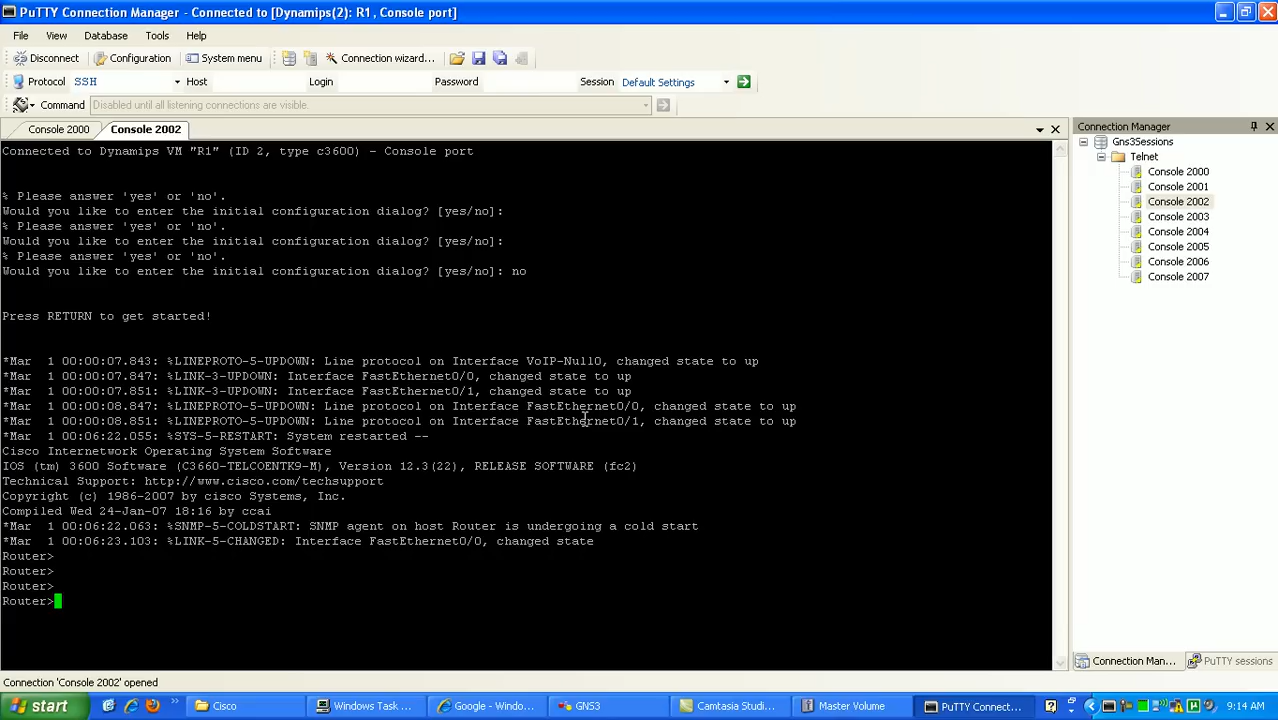 PuTTY Connection Manager - Connected to [Dynamips(2): R1 , Console port]
File View Database Tools Help
Disconnect Configuration System menu Connection wizard...
Protocol SSH Host Login Password Session Default Settings
Command Disabled until all listening connections are visible.
Console 2000 Console 2002
Connected to Dynamips VM "R1" (ID 2, type c3600) - Console port
% Please answer 'yes' or 'no'.
Would you like to enter the initial configuration dialog? [yes/no]:
% Please answer 'yes' or 'no'.
Would you like to enter the initial configuration dialog? [yes/no]:
% Please answer 'yes' or 'no'.
Would you like to enter the initial configuration dialog? [yes/no]: no
Press RETURN to get started!
*Mar  1 00:00:07.843: %LINEPROTO-5-UPDOWN: Line protocol on Interface VoIP-Null0, changed state to up
*Mar  1 00:00:07.847: %LINK-3-UPDOWN: Interface FastEthernet0/0, changed state to up
*Mar  1 00:00:07.851: %LINK-3-UPDOWN: Interface FastEthernet0/1, changed state to up
*Mar  1 00:00:08.847: %LINEPROTO-5-UPDOWN: Line protocol on Interface FastEthernet0/0, changed state to up
*Mar  1 00:00:08.851: %LINEPROTO-5-UPDOWN: Line protocol on Interface FastEthernet0/1, changed state to up
*Mar  1 00:06:22.055: %SYS-5-RESTART: System restarted --
Cisco Internetwork Operating System Software
IOS (tm) 3600 Software (C3660-TELCOENTK9-M), Version 12.3(22), RELEASE SOFTWARE (fc2)
Technical Support: http://www.cisco.com/techsupport
Copyright (c) 1986-2007 by cisco Systems, Inc.
Compiled Wed 24-Jan-07 18:16 by ccai
*Mar  1 00:06:22.063: %SNMP-5-COLDSTART: SNMP agent on host Router is undergoing a cold start
*Mar  1 00:06:23.103: %LINK-5-CHANGED: Interface FastEthernet0/0, changed state
Router>
Router>
Router>
Router>
Connection Manager
Gns3Sessions
Telnet
Console 2000
Console 2001
Console 2002
Console 2003
Console 2004
Console 2005
Console 2006
Console 2007
Connection Man... PuTTY sessions
Connection 'Console 2002' opened
start Cisco Windows Task ... Google - Windo... GNS3 Camtasia Studi... Master Volume PuTTY Connect... 9:14 AM